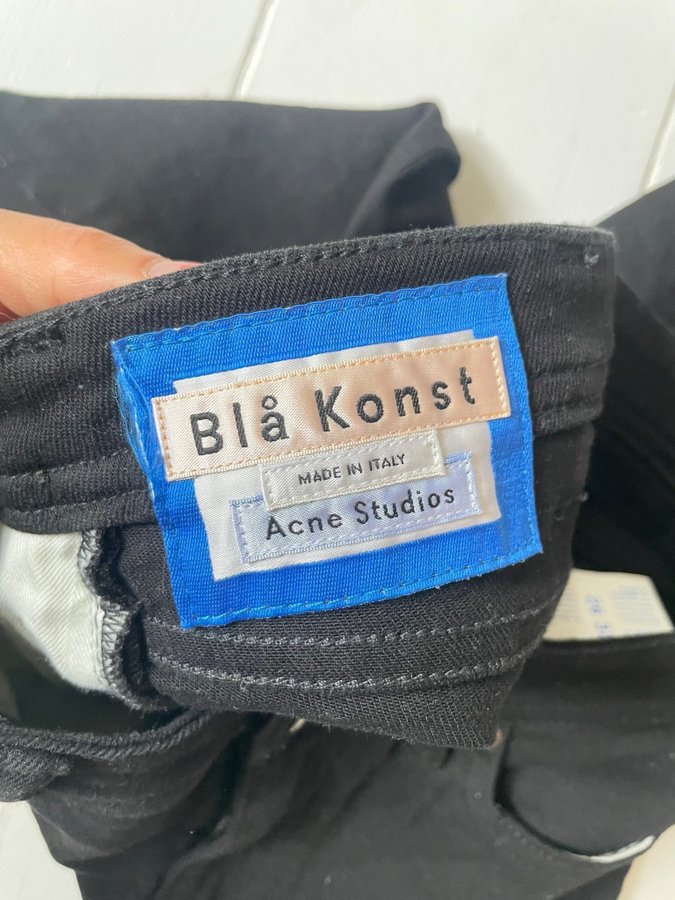 Blå Konst
MADE IN ITALY
Acne Studios